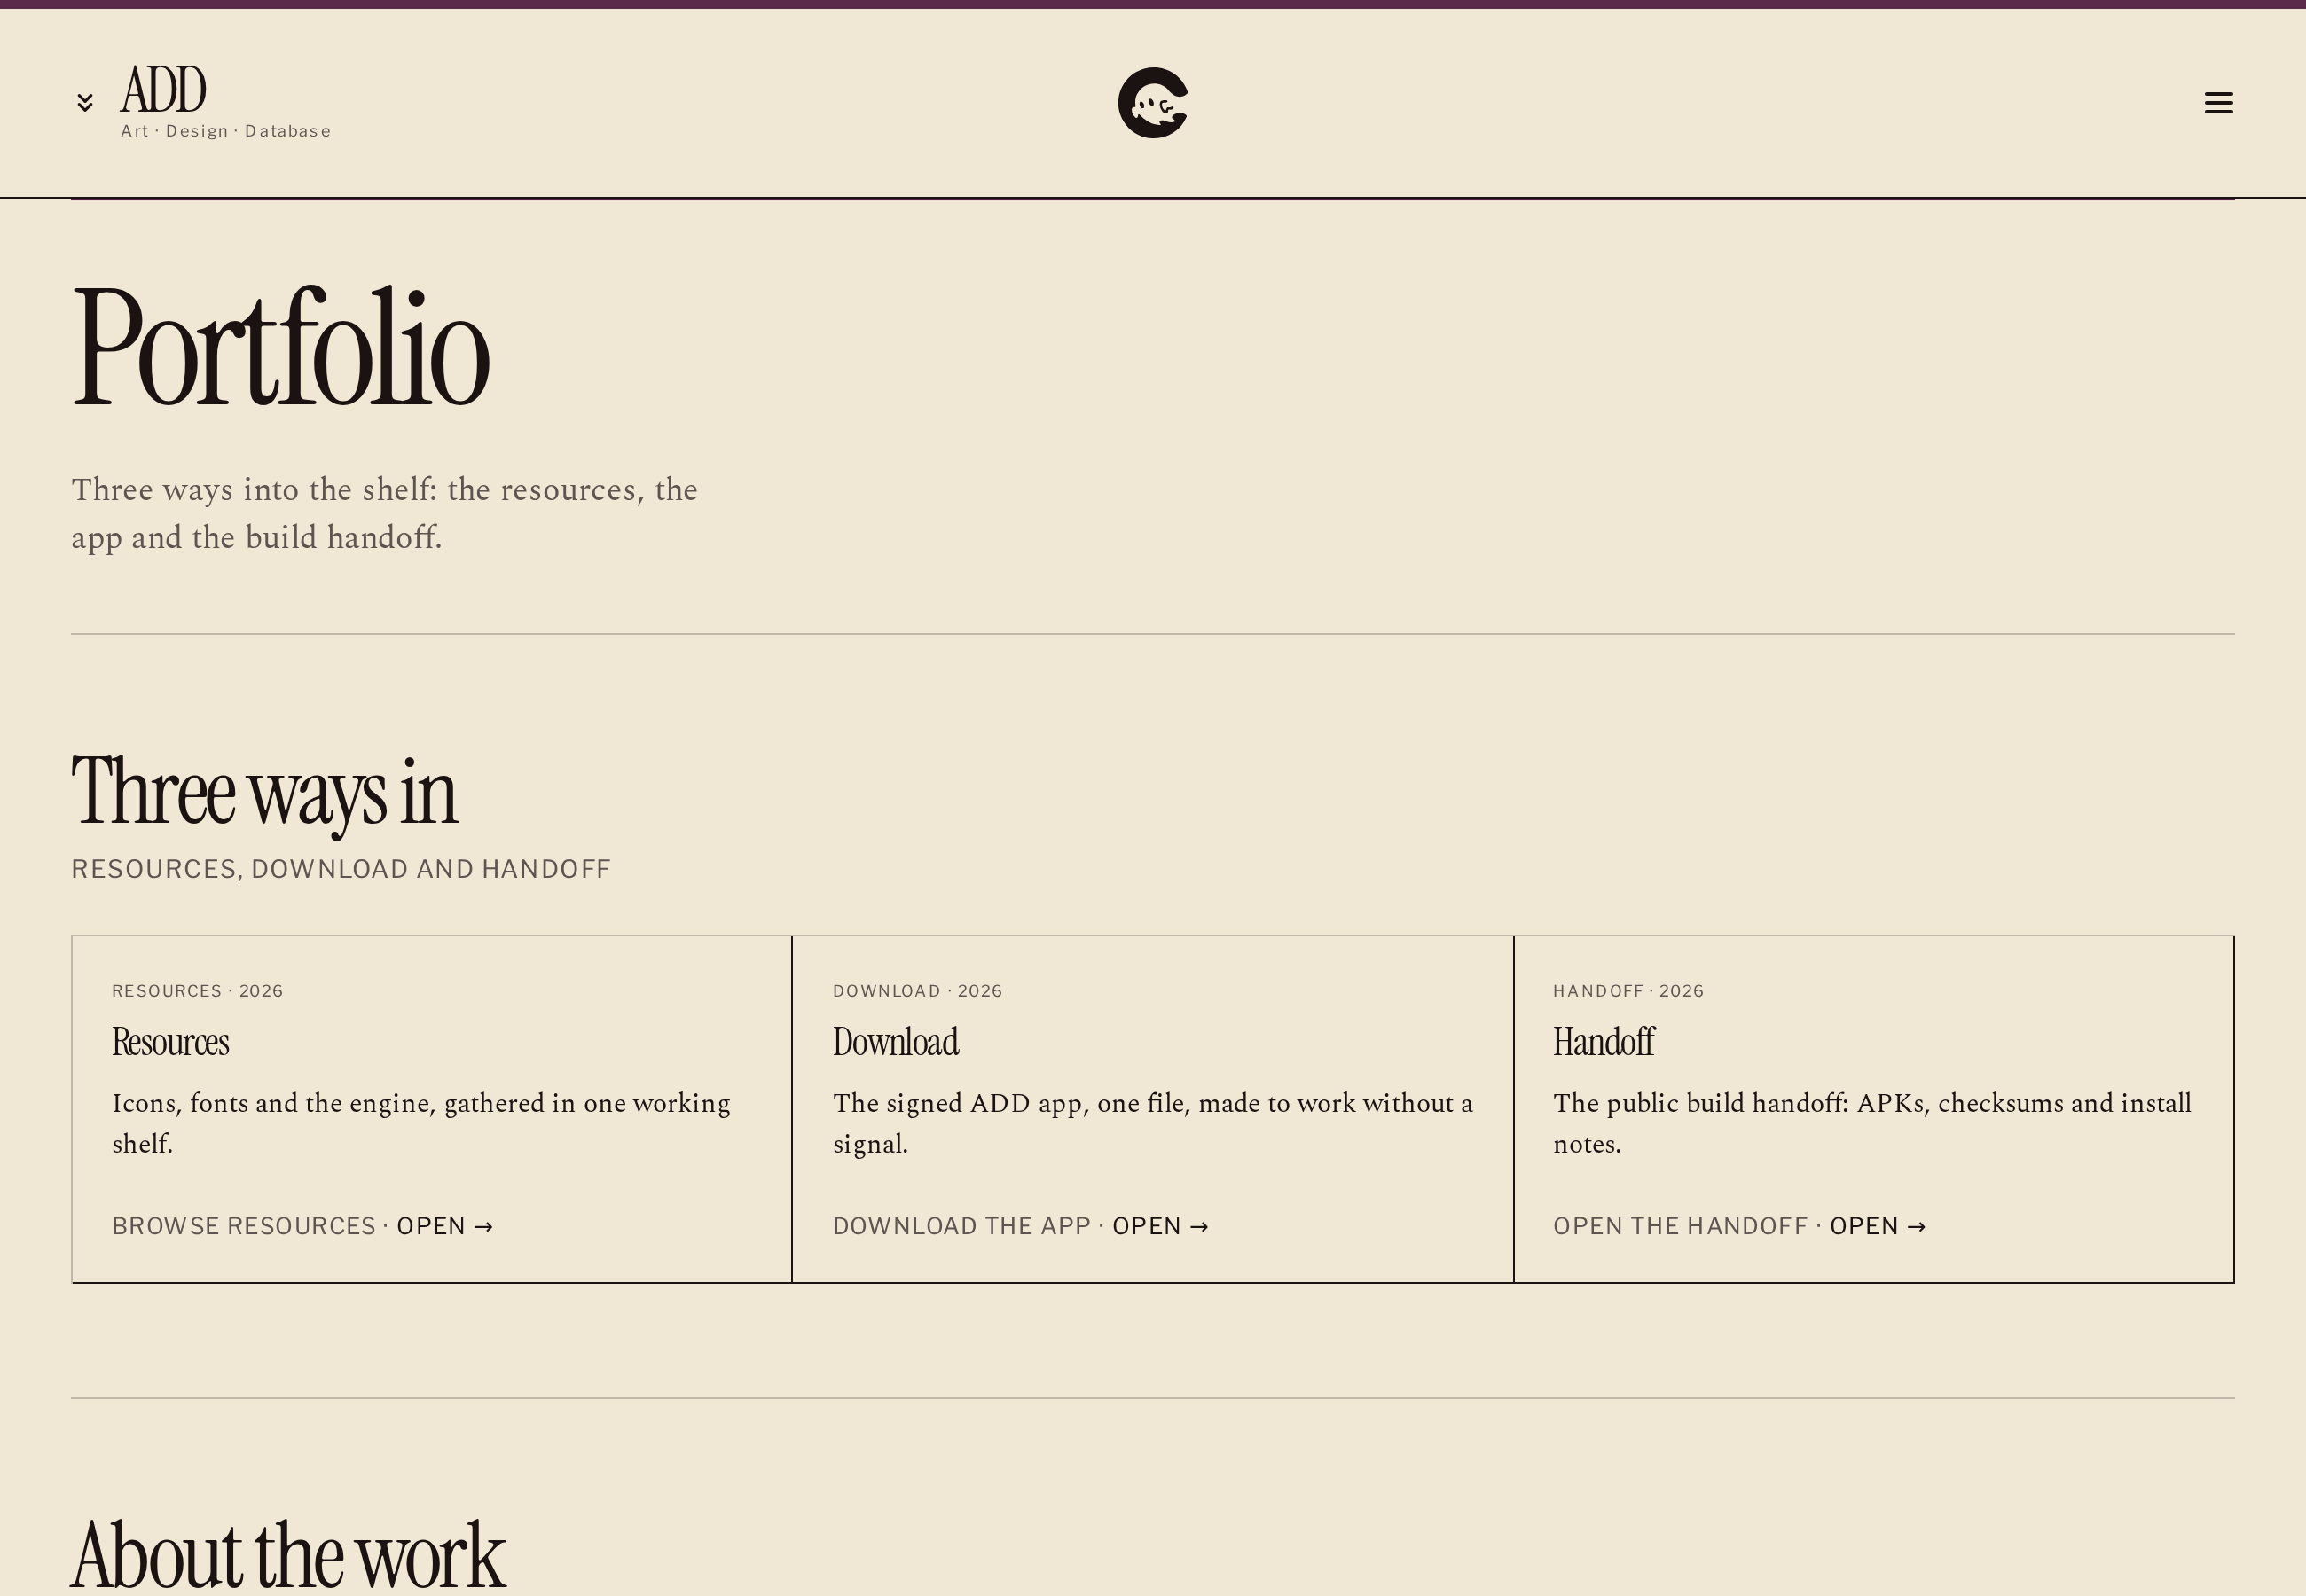 ADD
Art · Design · Database
Portfolio
Three ways into the shelf: the resources, the
app and the build handoff.
Three ways in
RESOURCES, DOWNLOAD AND HANDOFF
RESOURCES · 2026
Resources
Icons, fonts and the engine, gathered in one working
shelf.
BROWSE RESOURCES · OPEN →
DOWNLOAD · 2026
Download
The signed ADD app, one file, made to work without a
signal.
DOWNLOAD THE APP · OPEN →
HANDOFF · 2026
Handoff
The public build handoff: APKs, checksums and install
notes.
OPEN THE HANDOFF · OPEN →
About the work